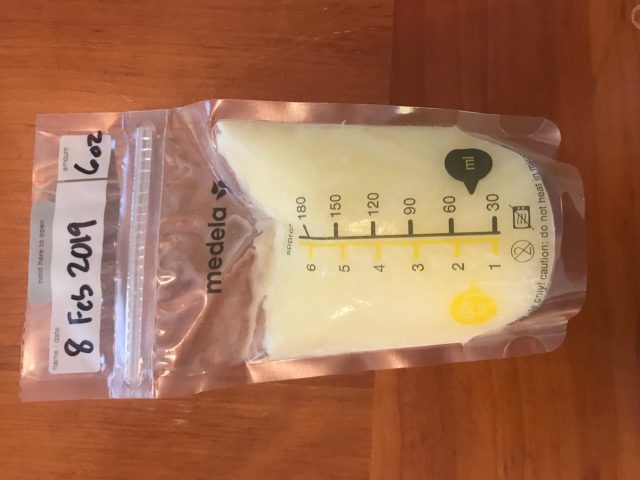 hold here to open
name / date
amount
8 Feb 2019
6oz
medela
approx
180
150
120
90
60
30
ml
6
5
4
3
2
1
only! caution: do not heat in